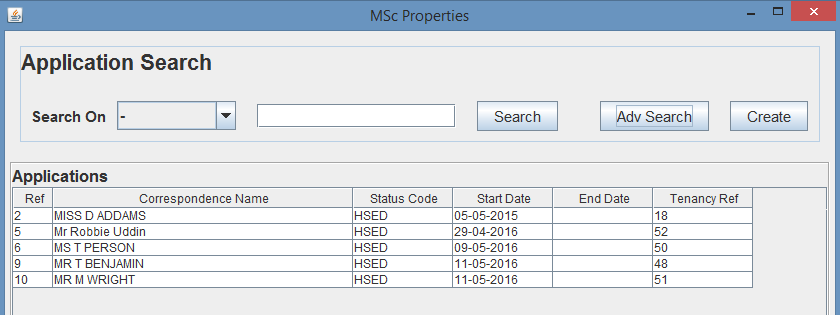 MSc Properties
Application Search
Search On - Search Adv Search Create
Applications
Ref Correspondence Name Status Code Start Date End Date Tenancy Ref
2 MISS D ADDAMS HSED 05-05-2015 18
5 Mr Robbie Uddin HSED 29-04-2016 52
6 MS T PERSON HSED 09-05-2016 50
9 MR T BENJAMIN HSED 11-05-2016 48
10 MR M WRIGHT HSED 11-05-2016 51